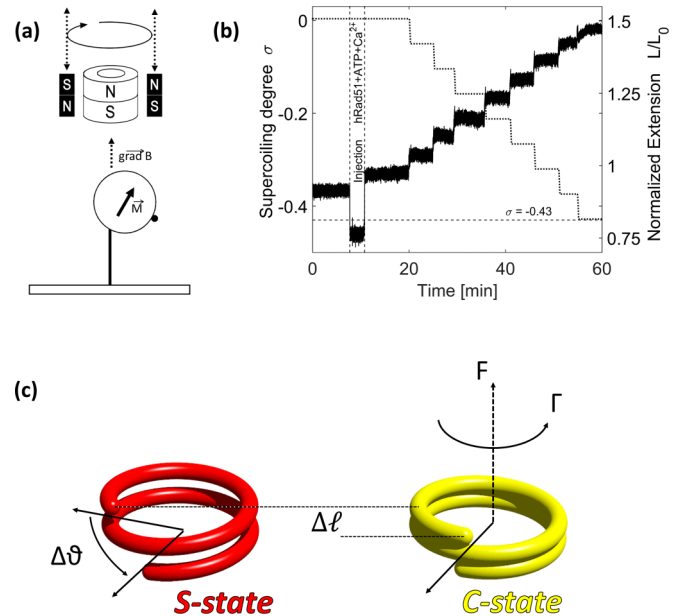 (a)
S
N
N
S
N
S
grad B
M
(b)
Supercoiling degree σ
0
-0.2
-0.4
Injection hRad51+ATP+Ca2+
σ = -0.43
1.5
1.25
1
0.75
Normalized Extension L/L0
0
20
40
60
Time [min]
(c)
F
Γ
Δℓ
Δϑ
S-state
C-state